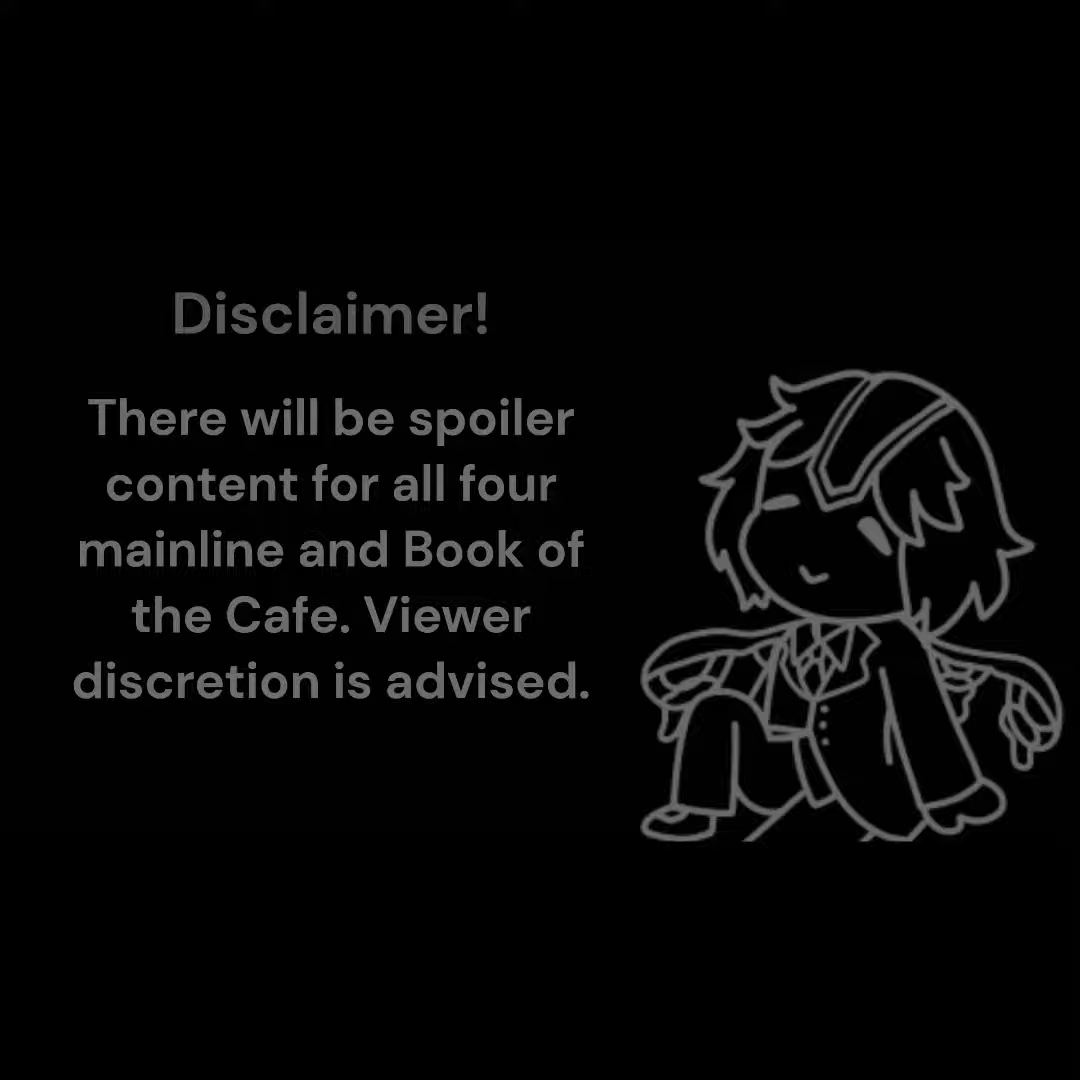 Disclaimer!
There will be spoiler
content for all four
mainline and Book of
the Cafe. Viewer
discretion is advised.